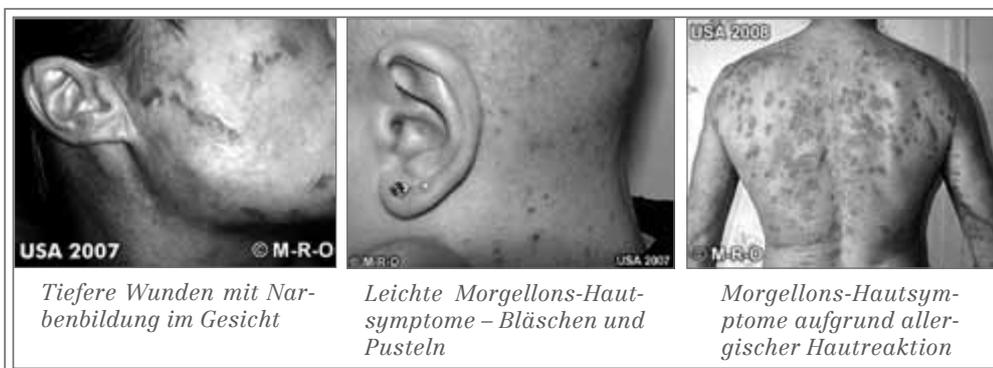 USA 2007
© M-R-O
© M-R-O
USA 2007
USA 2008
© M-R-O
Tiefere Wunden mit Nar-
benbildung im Gesicht
Leichte Morgellons-Haut-
symptome – Bläschen und
Pusteln
Morgellons-Hautsym-
ptome aufgrund aller-
gischer Hautreaktion